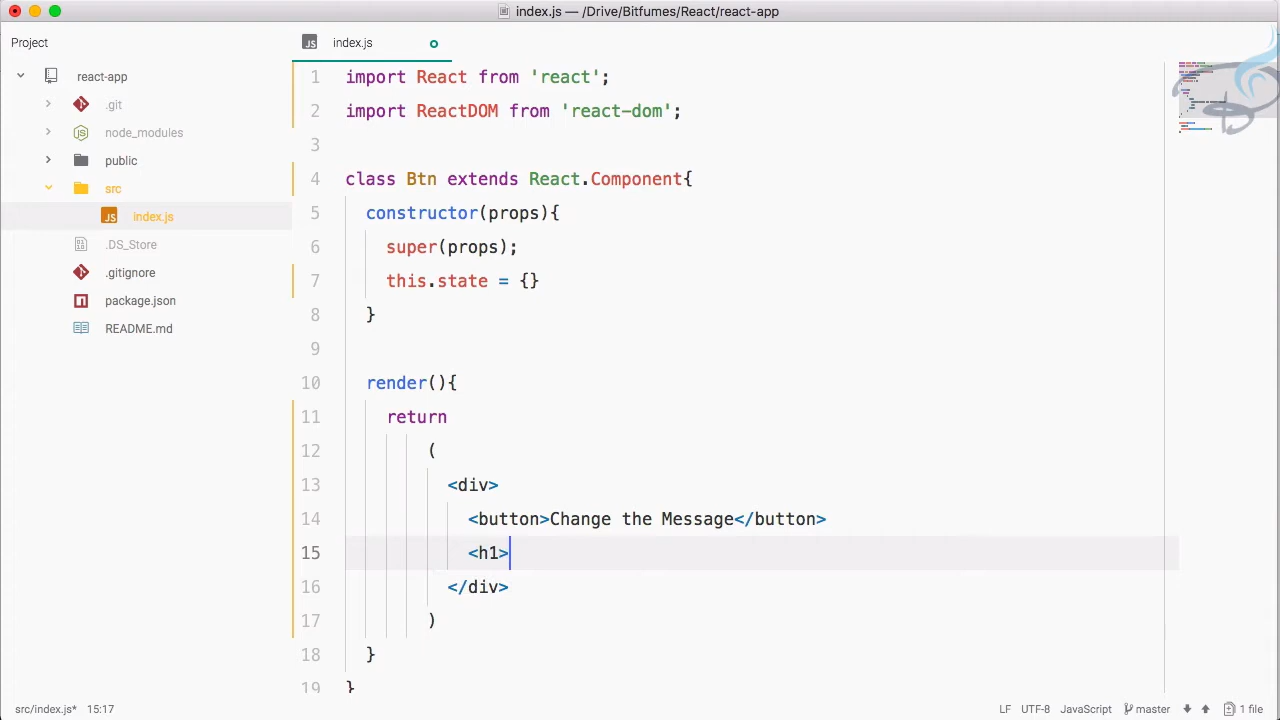 index.js — /Drive/Bitfumes/React/react-app
Project
index.js
react-app
.git
node_modules
public
src
index.js
.DS_Store
.gitignore
package.json
README.md
1 import React from 'react';
2 import ReactDOM from 'react-dom';
3
4 class Btn extends React.Component{
5 constructor(props){
6 super(props);
7 this.state = {}
8 }
9
10 render(){
11 return
12 (
13 <div>
14 <button>Change the Message</button>
15 <h1>
16 </div>
17 )
18 }
19 }
src/index.js* 15:17 LF UTF-8 JavaScript master 1 file